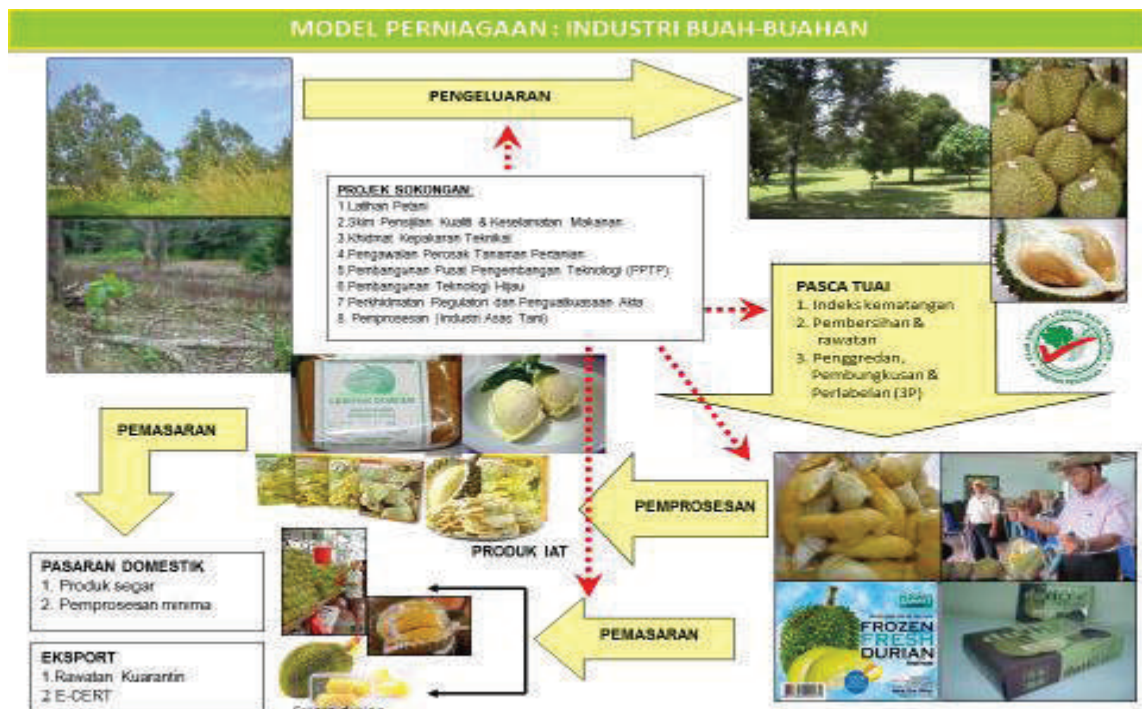 MODEL PERNIAGAAN : INDUSTRI BUAH-BUAHAN
PENGELUARAN
PROJEK SOKONGAN:
1.Latihan Petani
2.Skim Pensijilan Kualiti & Keselamatan Makanan
3.Khidmat Kepakaran Teknikal
4.Pengawalan Perosak Tanaman Pertanian
5.Pembangunan Pusat Pengembangan Teknologi (PPTP)
6.Pembangunan Teknologi Hijau
7.Perkhidmatan Regulatori dan Penguatkuasaan Akta
8. Pemprosesan (Industri Asas Tani)
PASCA TUAI
1. Indeks kematangan
2. Pembersihan &
rawatan
3. Penggredan,
Pembungkusan &
Perlabelan (3P)
PEMASARAN
LEMPUK DURIAN
PEMPROSESAN
PRODUK IAT
PASARAN DOMESTIK
1. Produk segar
2. Pemprosesan minima
PEMASARAN
FROZEN
FRESH
DURIAN
EKSPORT
1.Rawatan Kuarantin
2 E-CERT